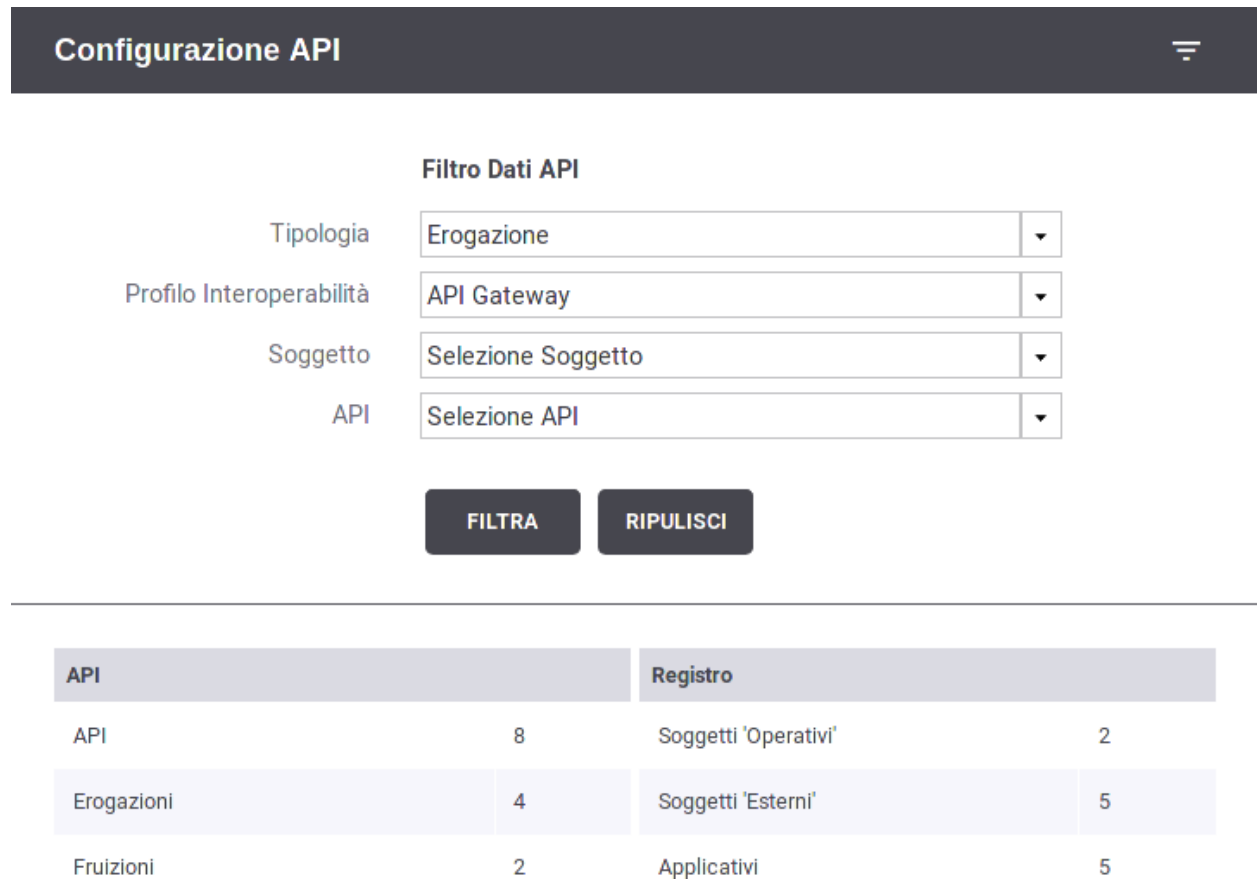 Configurazione API
Filtro Dati API
Tipologia Erogazione
Profilo Interoperabilità API Gateway
Soggetto Selezione Soggetto
API Selezione API
FILTRA RIPULISCI
API Registro
API 8 Soggetti 'Operativi' 2
Erogazioni 4 Soggetti 'Esterni' 5
Fruizioni 2 Applicativi 5